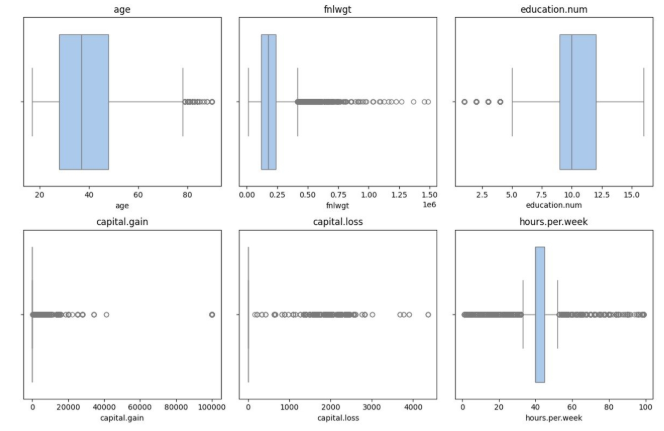 age
fnlwgt
education.num
20 40 60 80
0.00 0.25 0.50 0.75 1.00 1.25 1.50
2.5 5.0 7.5 10.0 12.5 15.0
1e6
age
fnlwgt
education.num
capital.gain
capital.loss
hours.per.week
0 20000 40000 60000 80000 100000
0 1000 2000 3000 4000
0 20 40 60 80 100
capital.gain
capital.loss
hours.per.week